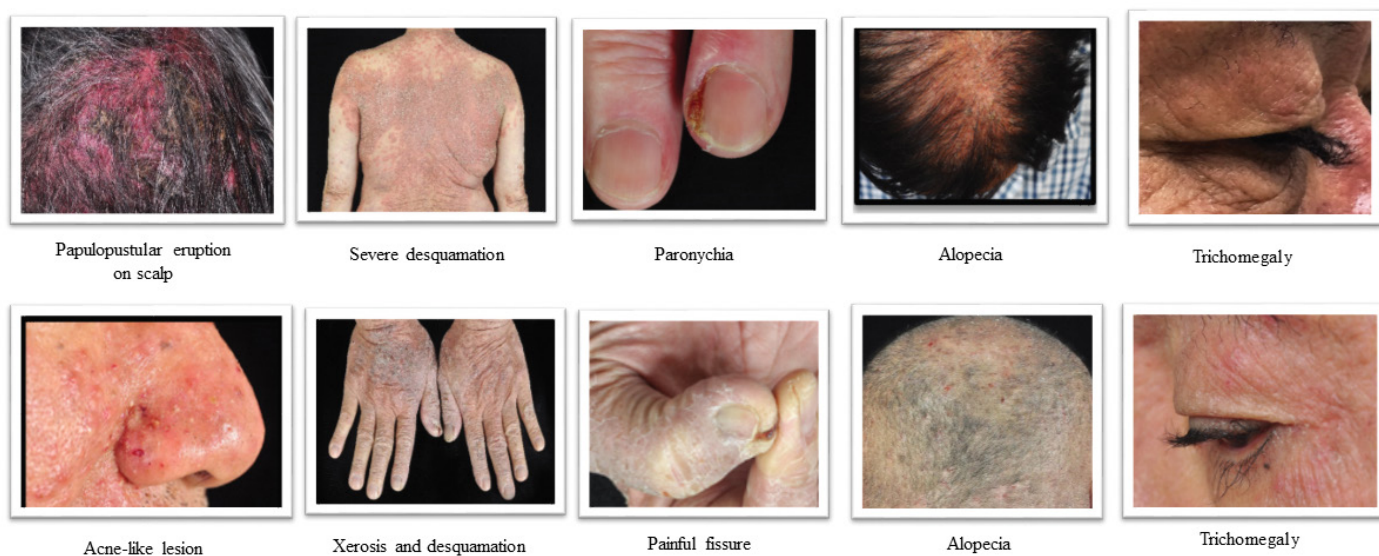 Papulopustular eruption
on scalp
Severe desquamation
Paronychia
Alopecia
Trichomegaly
Acne-like lesion
Xerosis and desquamation
Painful fissure
Alopecia
Trichomegaly